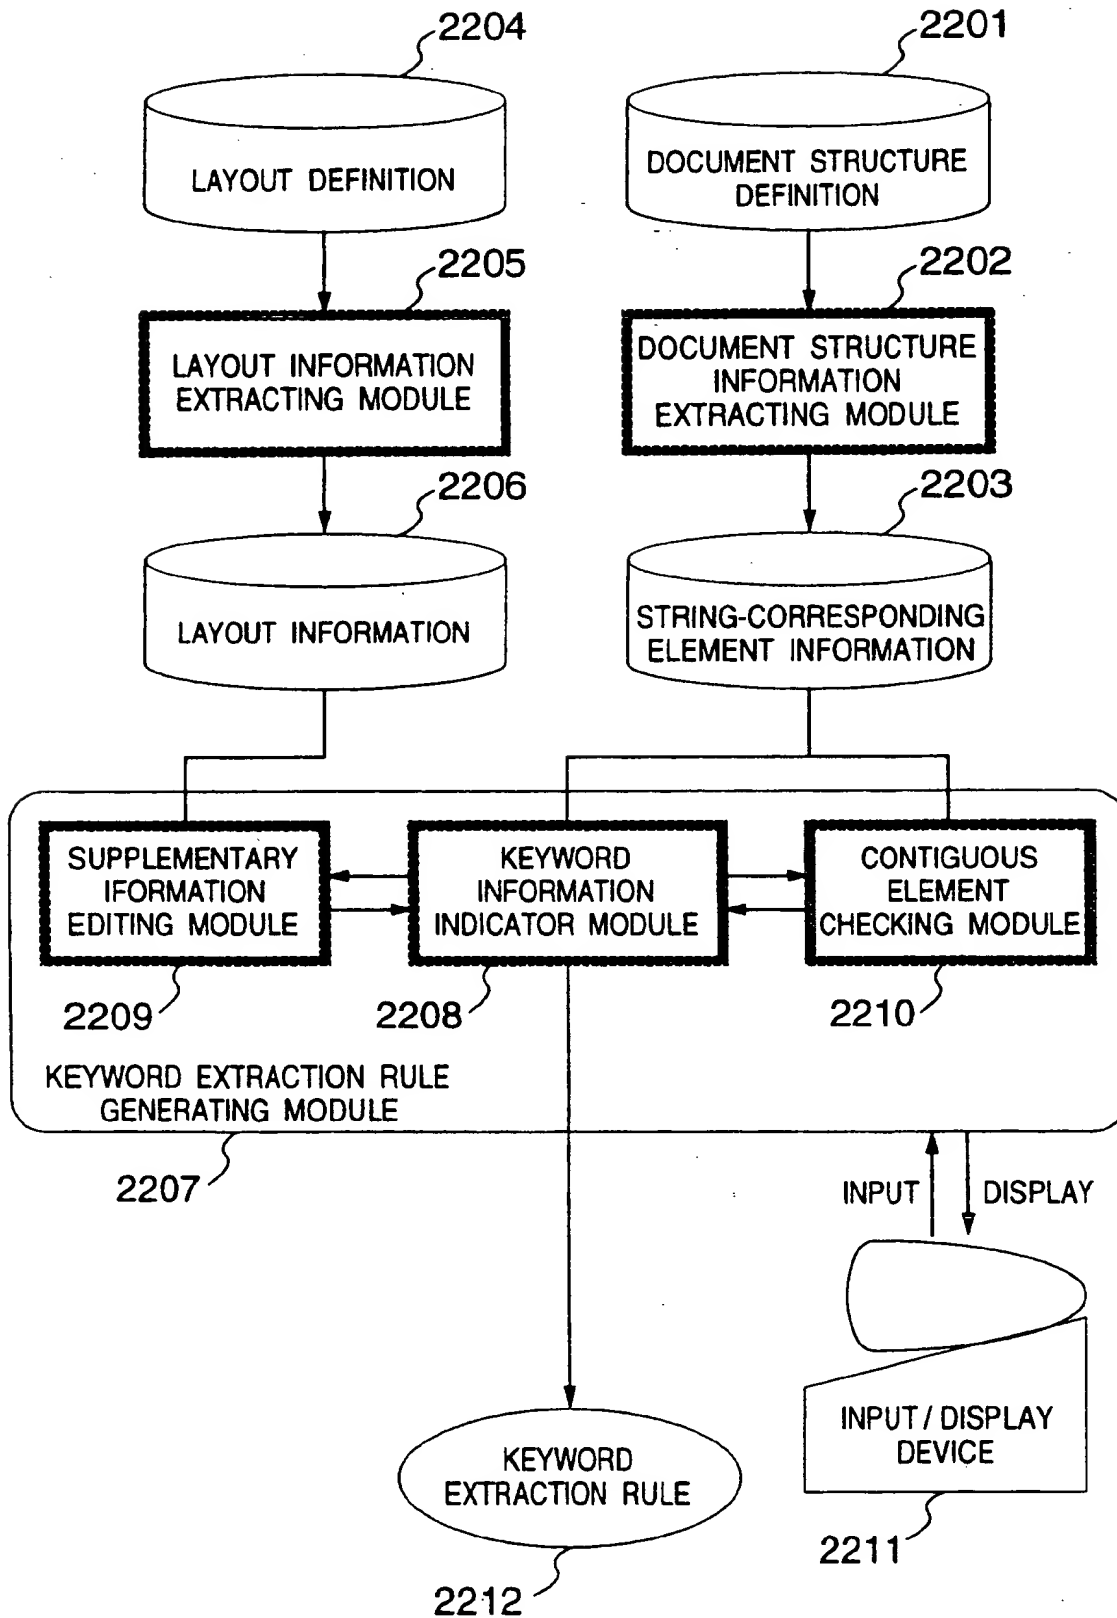 2204
2201
LAYOUT DEFINITION
DOCUMENT STRUCTURE
DEFINITION
2205
2202
LAYOUT INFORMATION
EXTRACTING MODULE
DOCUMENT STRUCTURE
INFORMATION
EXTRACTING MODULE
2206
2203
LAYOUT INFORMATION
STRING-CORRESPONDING
ELEMENT INFORMATION
SUPPLEMENTARY
IFORMATION
EDITING MODULE
KEYWORD
INFORMATION
INDICATOR MODULE
CONTIGUOUS
ELEMENT
CHECKING MODULE
2209
2208
2210
KEYWORD EXTRACTION RULE
GENERATING MODULE
2207
INPUT
DISPLAY
INPUT / DISPLAY
DEVICE
KEYWORD
EXTRACTION RULE
2211
2212